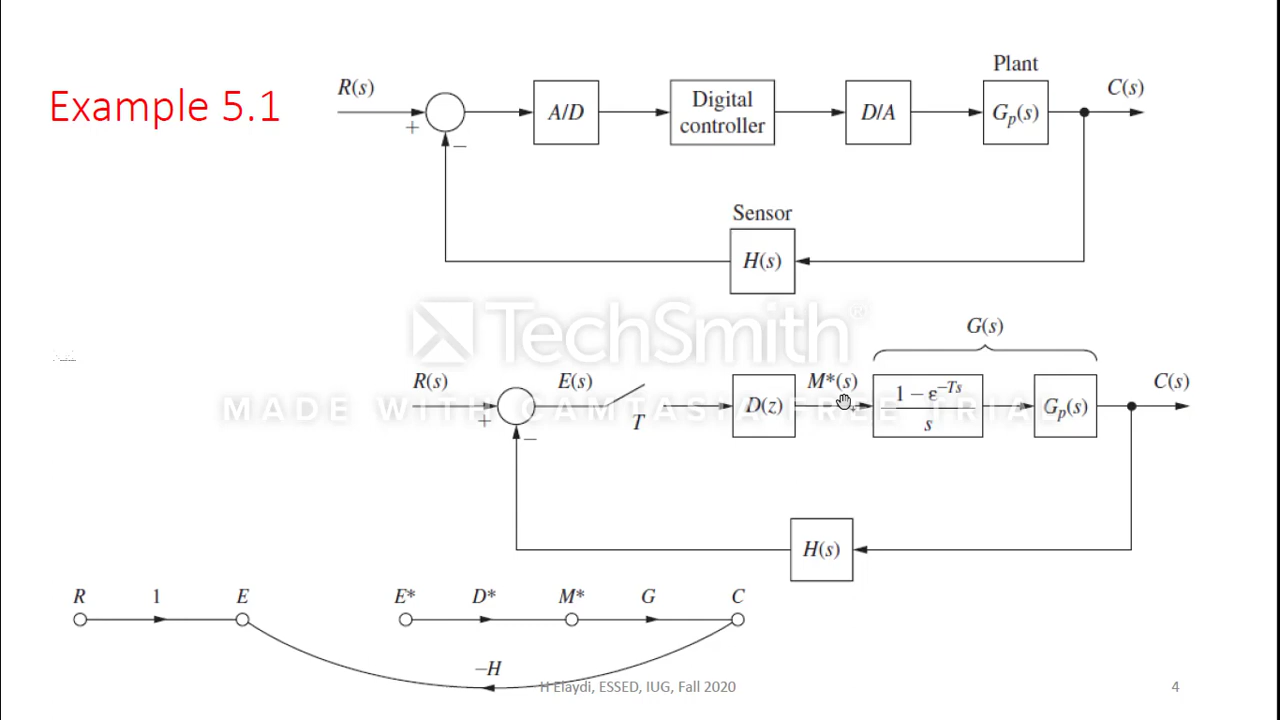 Example 5.1
R(s)
+
−
A/D
Digital
controller
D/A
Plant
Gp(s)
C(s)
Sensor
H(s)
TechSmith®
MADE WITH CAMTASIA FREE TRIAL
G(s)
R(s)
+
−
E(s)
T
D(z)
M*(s)
1 − ε^−Ts
s
Gp(s)
C(s)
H(s)
R 1 E E* D* M* G C
−H
H Elaydi, ESSED, IUG, Fall 2020
4